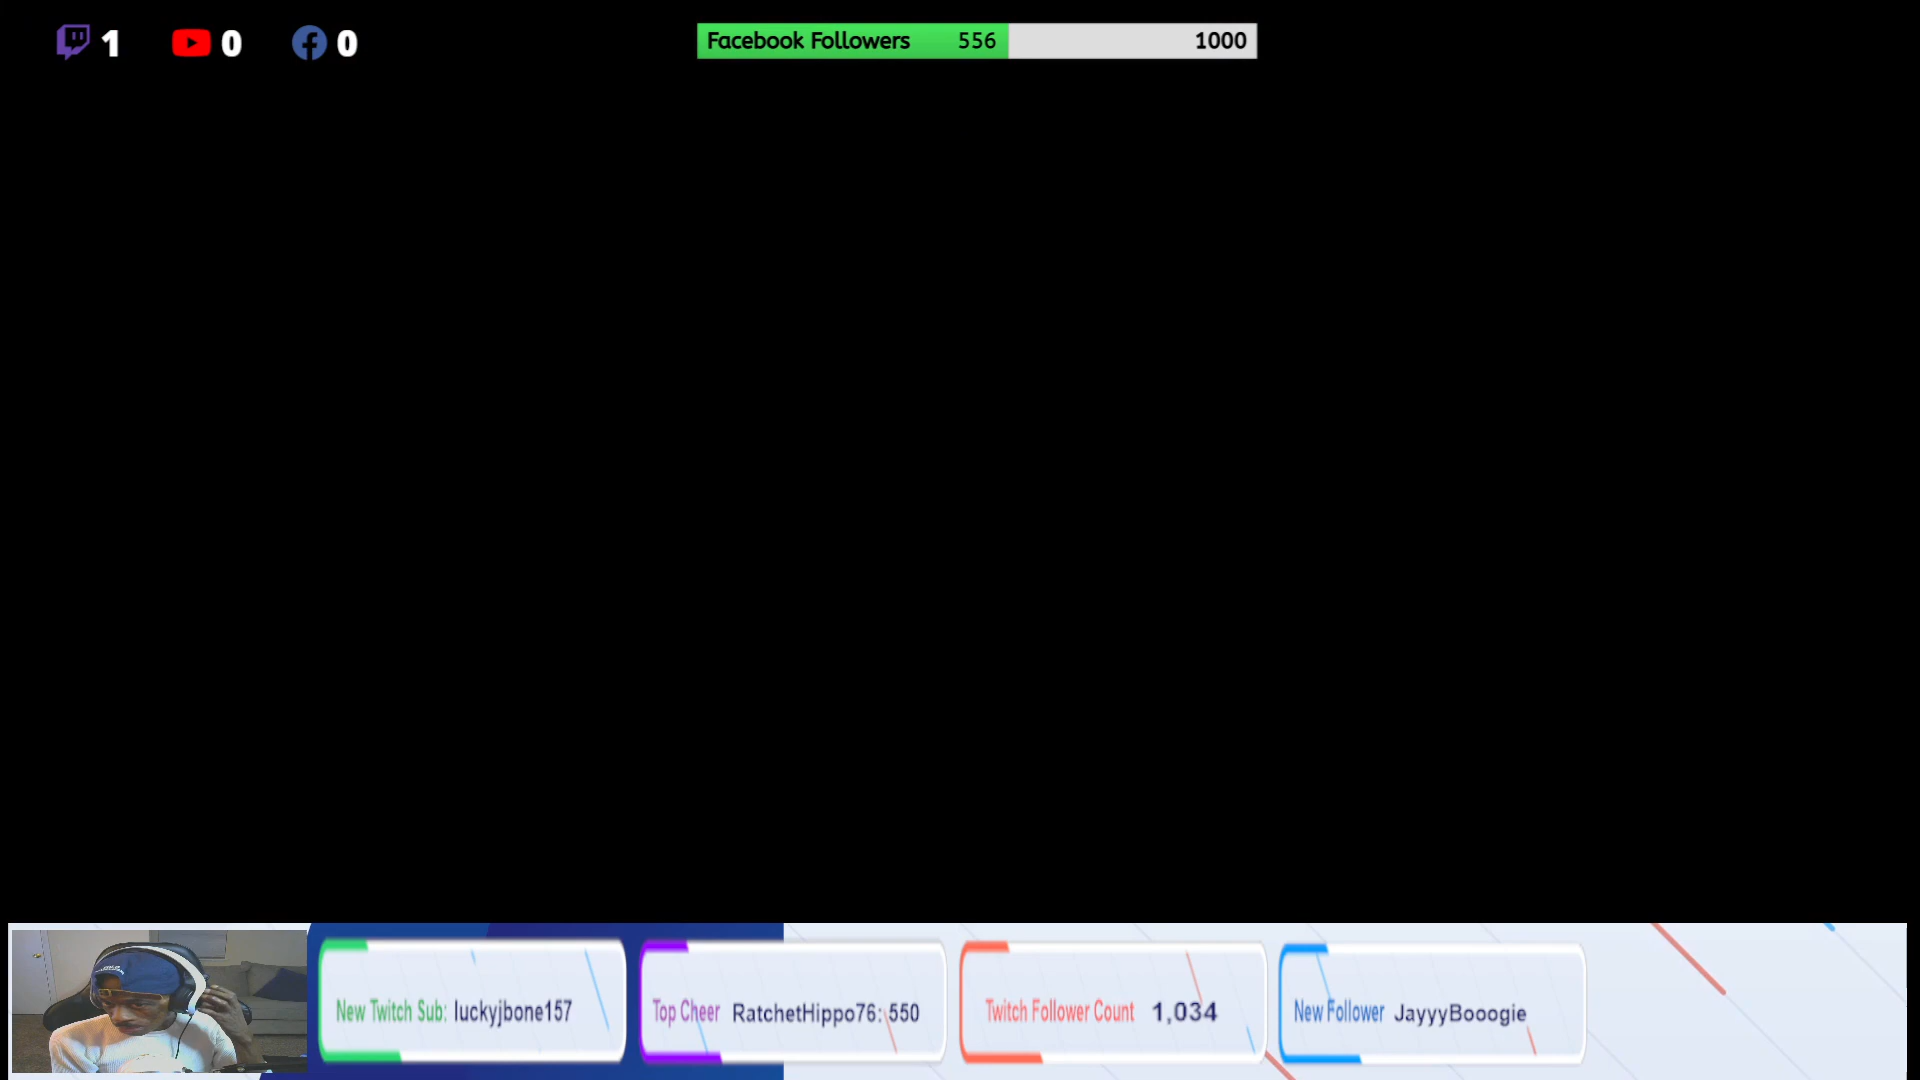 1 0 0
Facebook Followers 556 1000
New Twitch Sub: luckyjbone157
Top Cheer RatchetHippo76: 550
Twitch Follower Count 1,034
New Follower JayyyBooogie